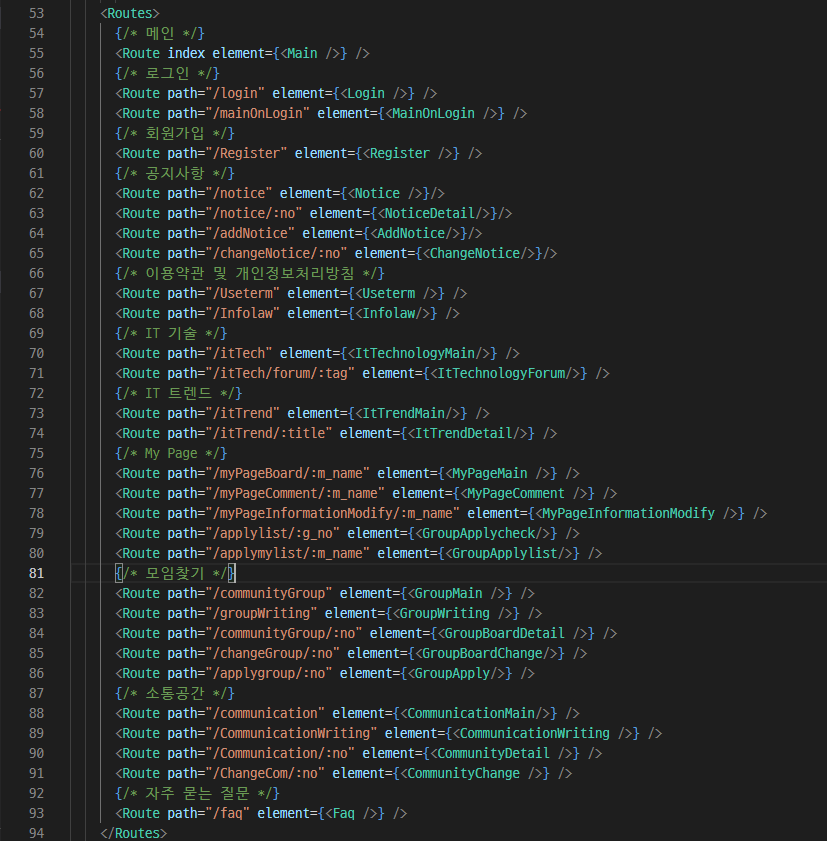 53 <Routes>
54 {/* 메인 */}
55 <Route index element={<Main />} />
56 {/* 로그인 */}
57 <Route path="/login" element={<Login />} />
58 <Route path="/mainOnLogin" element={<MainOnLogin />} />
59 {/* 회원가입 */}
60 <Route path="/Register" element={<Register />} />
61 {/* 공지사항 */}
62 <Route path="/notice" element={<Notice />}/>
63 <Route path="/notice/:no" element={<NoticeDetail/>}/>
64 <Route path="/addNotice" element={<AddNotice/>}/>
65 <Route path="/changeNotice/:no" element={<ChangeNotice/>}/>
66 {/* 이용약관 및 개인정보처리방침 */}
67 <Route path="/Useterm" element={<Useterm />} />
68 <Route path="/Infolaw" element={<Infolaw/>} />
69 {/* IT 기술 */}
70 <Route path="/itTech" element={<ItTechnologyMain/>} />
71 <Route path="/itTech/forum/:tag" element={<ItTechnologyForum/>} />
72 {/* IT 트렌드 */}
73 <Route path="/itTrend" element={<ItTrendMain/>} />
74 <Route path="/itTrend/:title" element={<ItTrendDetail/>} />
75 {/* My Page */}
76 <Route path="/myPageBoard/:m_name" element={<MyPageMain />} />
77 <Route path="/myPageComment/:m_name" element={<MyPageComment />} />
78 <Route path="/myPageInformationModify/:m_name" element={<MyPageInformationModify />} />
79 <Route path="/applylist/:g_no" element={<GroupApplycheck/>} />
80 <Route path="/applymylist/:m_name" element={<GroupApplylist/>} />
81 {/* 모임찾기 */}
82 <Route path="/communityGroup" element={<GroupMain />} />
83 <Route path="/groupWriting" element={<GroupWriting />} />
84 <Route path="/communityGroup/:no" element={<GroupBoardDetail />} />
85 <Route path="/changeGroup/:no" element={<GroupBoardChange/>} />
86 <Route path="/applygroup/:no" element={<GroupApply/>} />
87 {/* 소통공간 */}
88 <Route path="/communication" element={<CommunicationMain/>} />
89 <Route path="/CommunicationWriting" element={<CommunicationWriting />} />
90 <Route path="/Communication/:no" element={<CommunityDetail />} />
91 <Route path="/ChangeCom/:no" element={<CommunityChange />} />
92 {/* 자주 묻는 질문 */}
93 <Route path="/faq" element={<Faq />} />
94 </Routes>